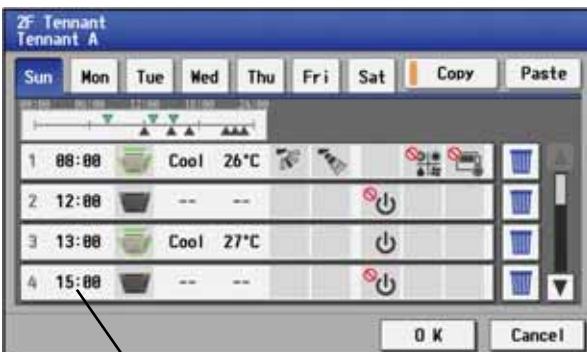 2F Tennant
Tennant A
Sun Mon Tue Wed Thu Fri Sat Copy Paste
1 08:00 Cool 26°C
2 12:00 -- --
3 13:00 Cool 27°C
4 15:00 -- --
OK Cancel